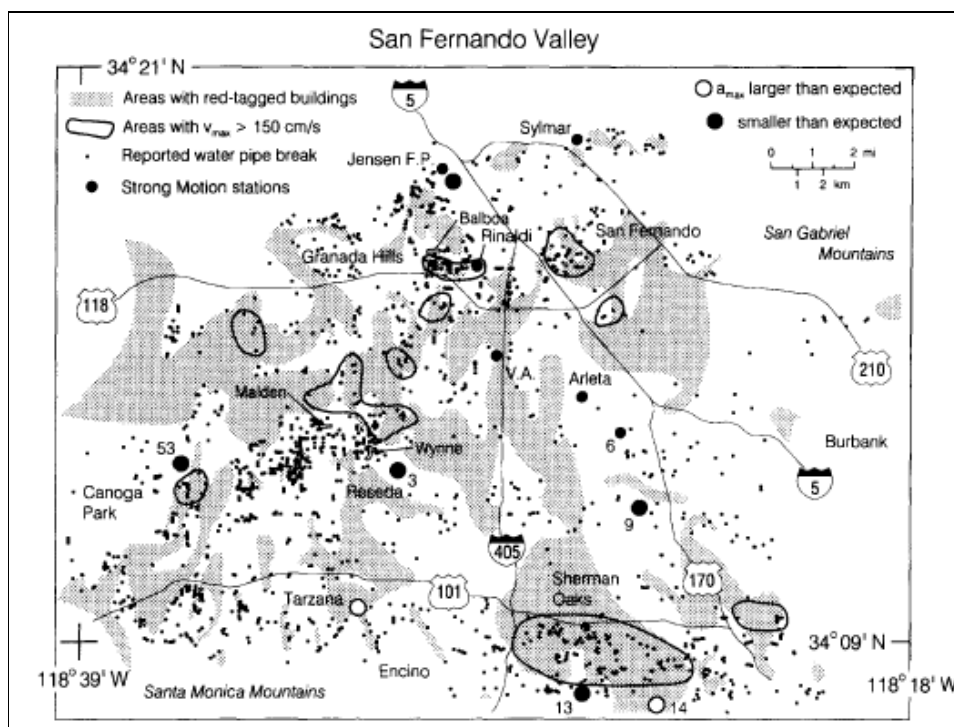 San Fernando Valley
34° 21' N
Areas with red-tagged buildings
Areas with vmax > 150 cm/s
Reported water pipe break
Strong Motion stations
5
amax larger than expected
smaller than expected
0 1 2 mi
1 2 km
Sylmar
Jensen F.P.
Balboa
Rinaldi
San Fernando
San Gabriel
Mountains
Granada Hills
118
210
V.A.
Arleta
Malden
6
Burbank
Wynne
53
3
Reseda
Canoga
Park
5
9
405
Sherman
Oaks
170
101
Tarzana
34° 09' N
Encino
118° 39' W
Santa Monica Mountains
13
14
118° 18' W